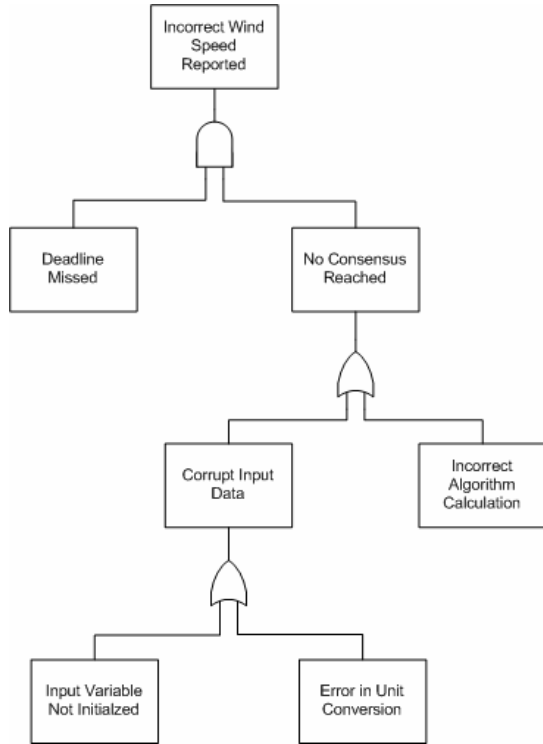 Incorrect Wind
Speed
Reported
Deadline
Missed
No Consensus
Reached
Corrupt Input
Data
Incorrect
Algorithm
Calculation
Input Variable
Not Initialzed
Error in Unit
Conversion